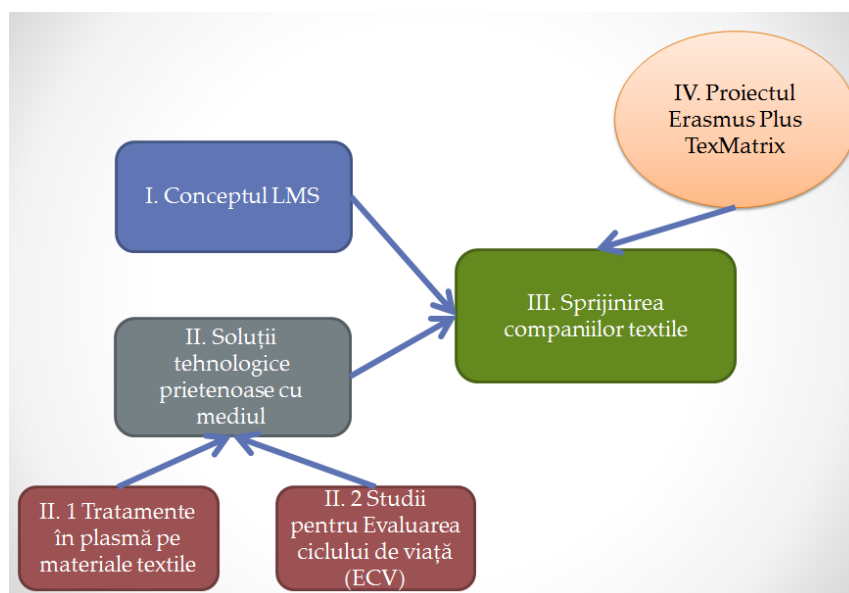 IV. Proiectul
Erasmus Plus
TexMatrix
I. Conceptul LMS
III. Sprijinirea
companiilor textile
II. Soluții
tehnologice
prietenoase cu
mediul
II. 1 Tratamente
în plasmă pe
materiale textile
II. 2 Studii
pentru Evaluarea
ciclului de viață
(ECV)